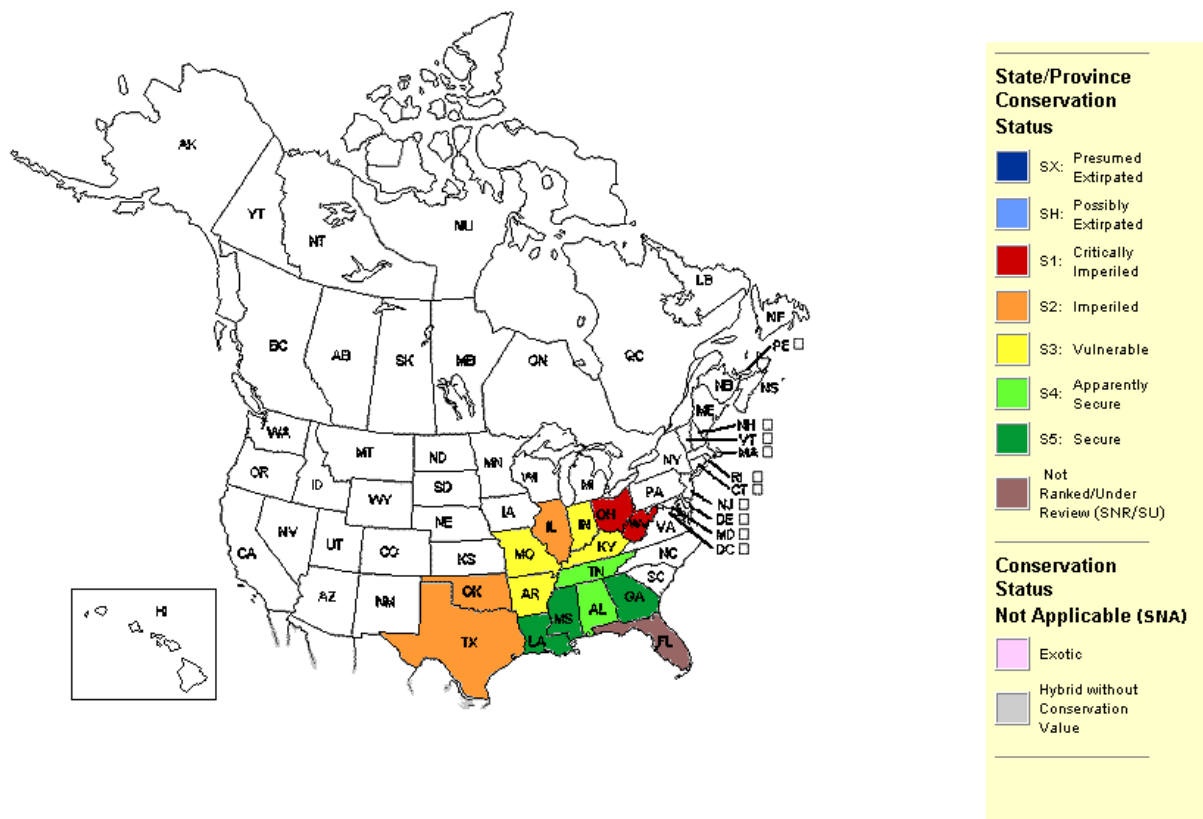 AK
YT
NT
NU
LB
NF
PE
BC
AB
SK
MB
ON
QC
NB
NS
ME
NH
VT
MA
WA
MT
ND
MN
WI
MI
NY
RI
CT
OR
ID
WY
SD
IA
PA
NJ
DE
MD
DC
NE
IL
IN
OH
WV
VA
NV
UT
CO
KS
MO
KY
NC
CA
AZ
NM
OK
AR
TN
SC
TX
LA
MS
AL
GA
FL
HI
State/Province
Conservation
Status
SX: Presumed
Extirpated
SH: Possibly
Extirpated
S1: Critically
Imperiled
S2: Imperiled
S3: Vulnerable
S4: Apparently
Secure
S5: Secure
Not
Ranked/Under
Review (SNR/SU)
Conservation
Status
Not Applicable (SNA)
Exotic
Hybrid without
Conservation
Value